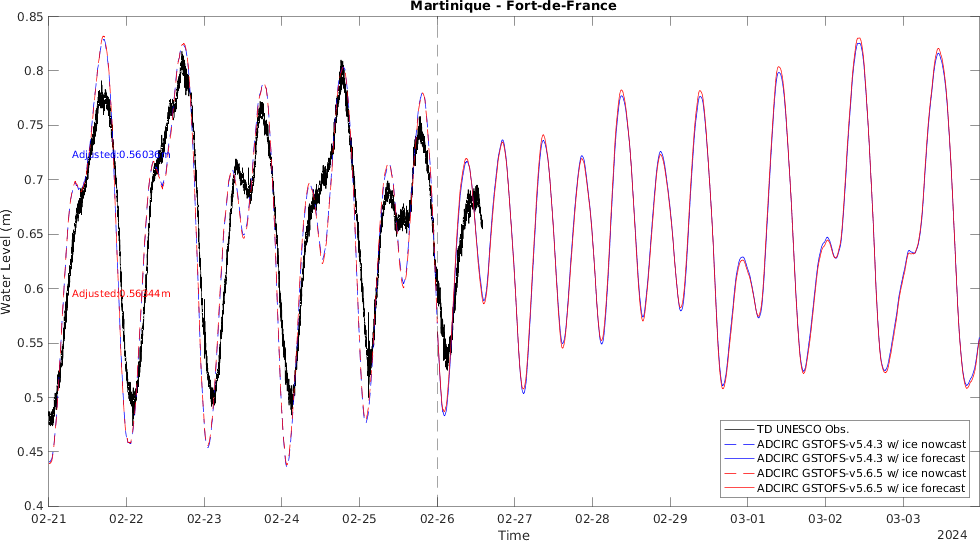 Martinique - Fort-de-France
0.85
0.8
0.75
0.7
0.65
0.6
0.55
0.5
0.45
0.4
Water Level (m)
Adjusted:0.56036m
Adjusted:0.56044m
TD UNESCO Obs.
ADCIRC GSTOFS-v5.4.3 w/ ice nowcast
ADCIRC GSTOFS-v5.4.3 w/ ice forecast
ADCIRC GSTOFS-v5.6.5 w/ ice nowcast
ADCIRC GSTOFS-v5.6.5 w/ ice forecast
02-21 02-22 02-23 02-24 02-25 02-26 02-27 02-28 02-29 03-01 03-02 03-03
Time
2024